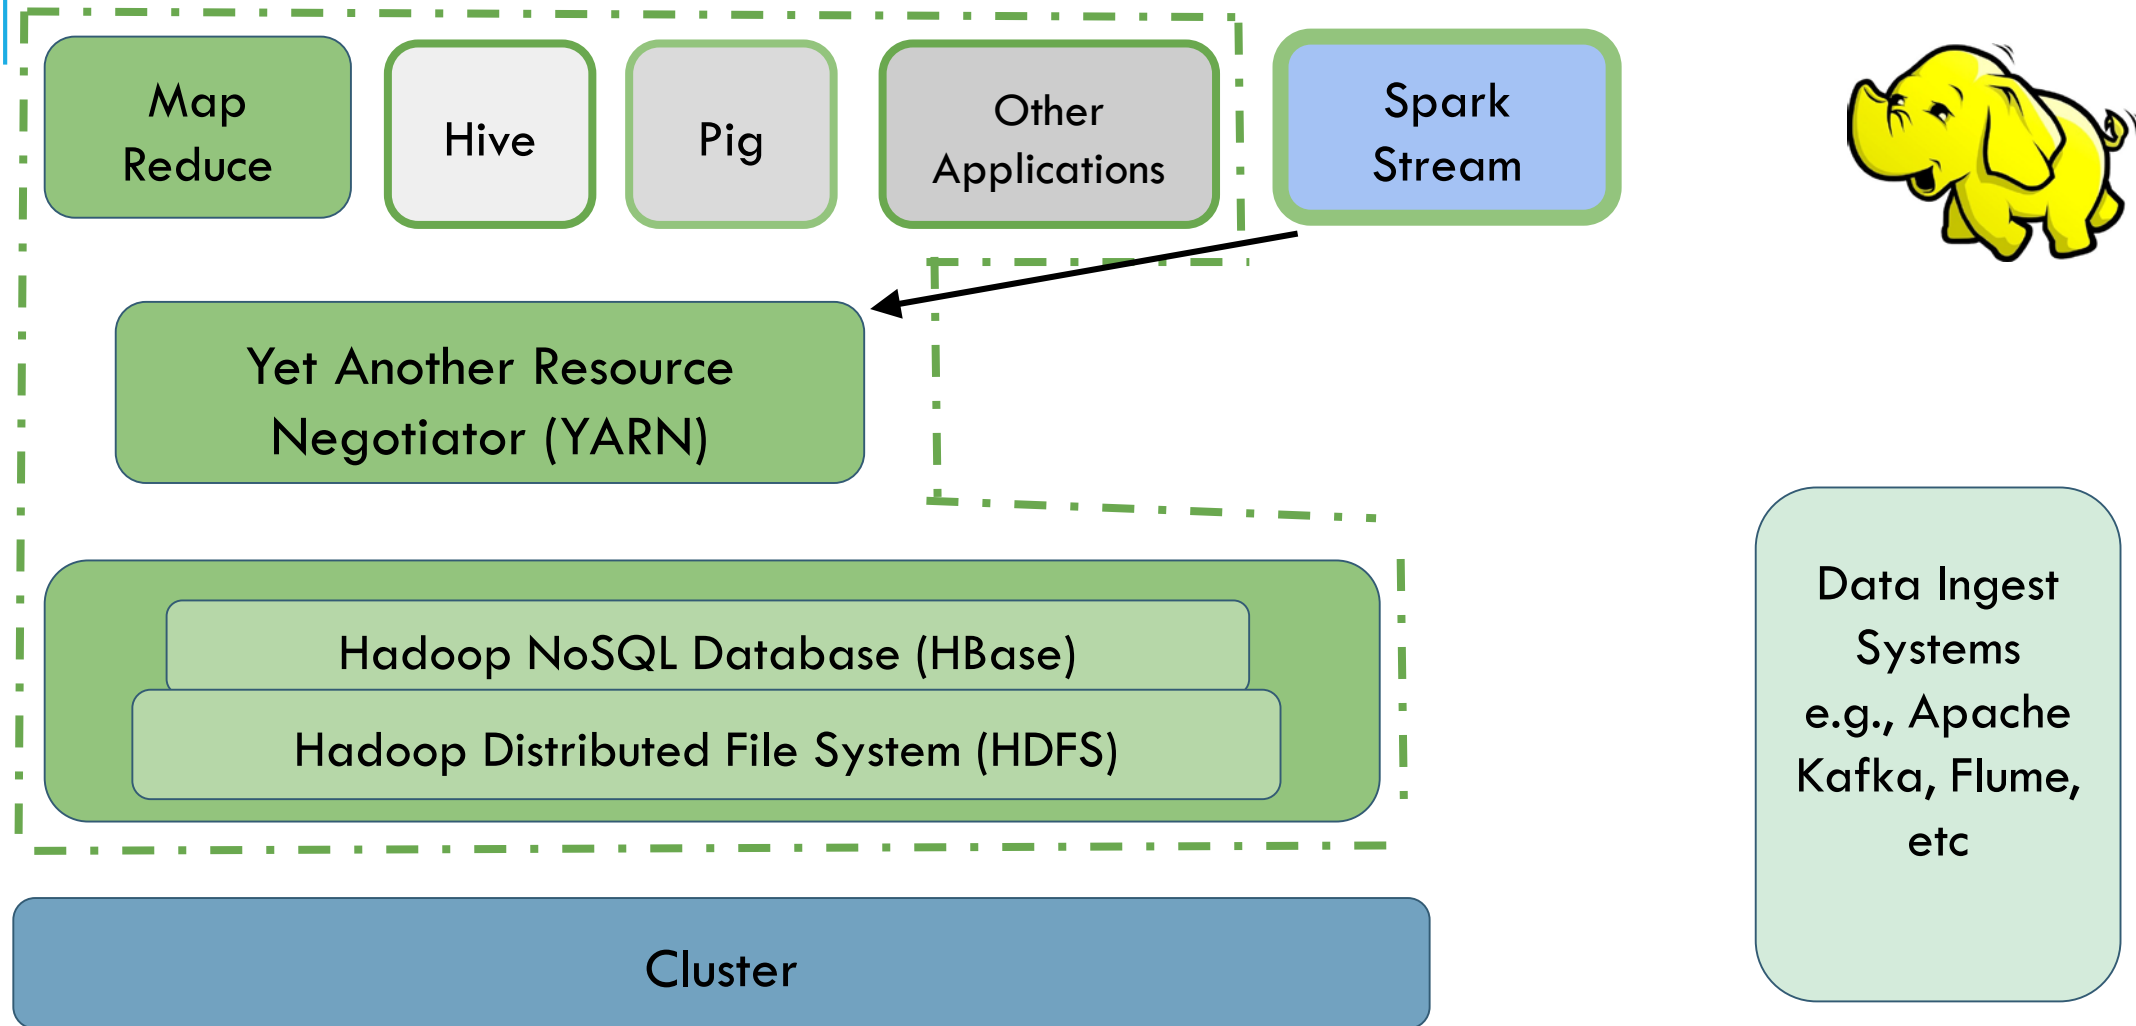 Map
Reduce
Hive
Pig
Other
Applications
Spark
Stream
Yet Another Resource
Negotiator (YARN)
Hadoop NoSQL Database (HBase)
Hadoop Distributed File System (HDFS)
Data Ingest
Systems
e.g., Apache
Kafka, Flume,
etc
Cluster